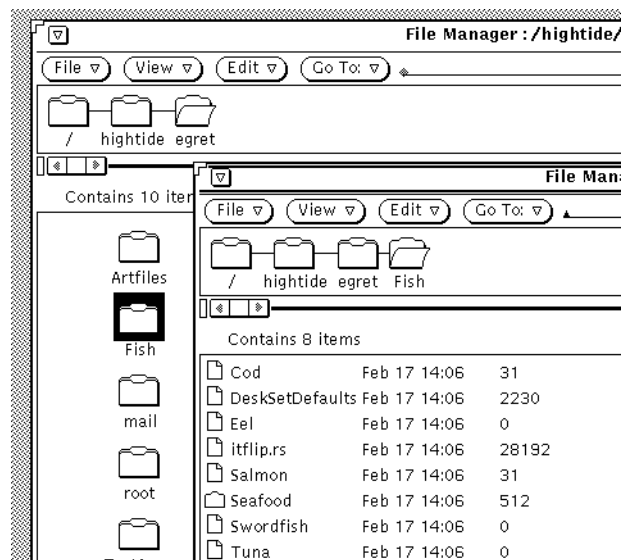 File Manager : /hightide/
File View Edit Go To:
/ hightide egret
Contains 10 iter
Artfiles
Fish
mail
root
File Man
File View Edit Go To:
/ hightide egret Fish
Contains 8 items
Cod Feb 17 14:06 31
DeskSetDefaults Feb 17 14:06 2230
Eel Feb 17 14:06 0
itflip.rs Feb 17 14:06 28192
Salmon Feb 17 14:06 31
Seafood Feb 17 14:06 512
Swordfish Feb 17 14:06 0
Tuna Feb 17 14:06 0